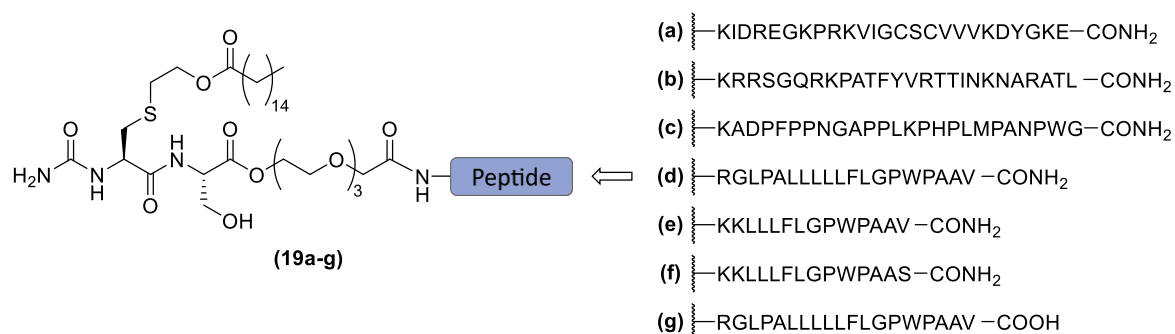 (a) KIDREGKPRKVIGCSCVVVKDYGKE CONH2
(b) KRRSGQRKPATFYVRTTINKNARATL CONH2
(c) KADPFPPNGAPPLKPHPLMPANPWG CONH2
(d) RGLPALLLLLFLGPWPAAV CONH2
(e) KKLLLFLGPWPAAV CONH2
(f) KKLLLFLGPWPAAS CONH2
(g) RGLPALLLLLFLGPWPAAV COOH
O
O
14
S
O
H2N
N
H
O
H
N
O
O
OH
O
3
O
N
H
Peptide
(19a-g)